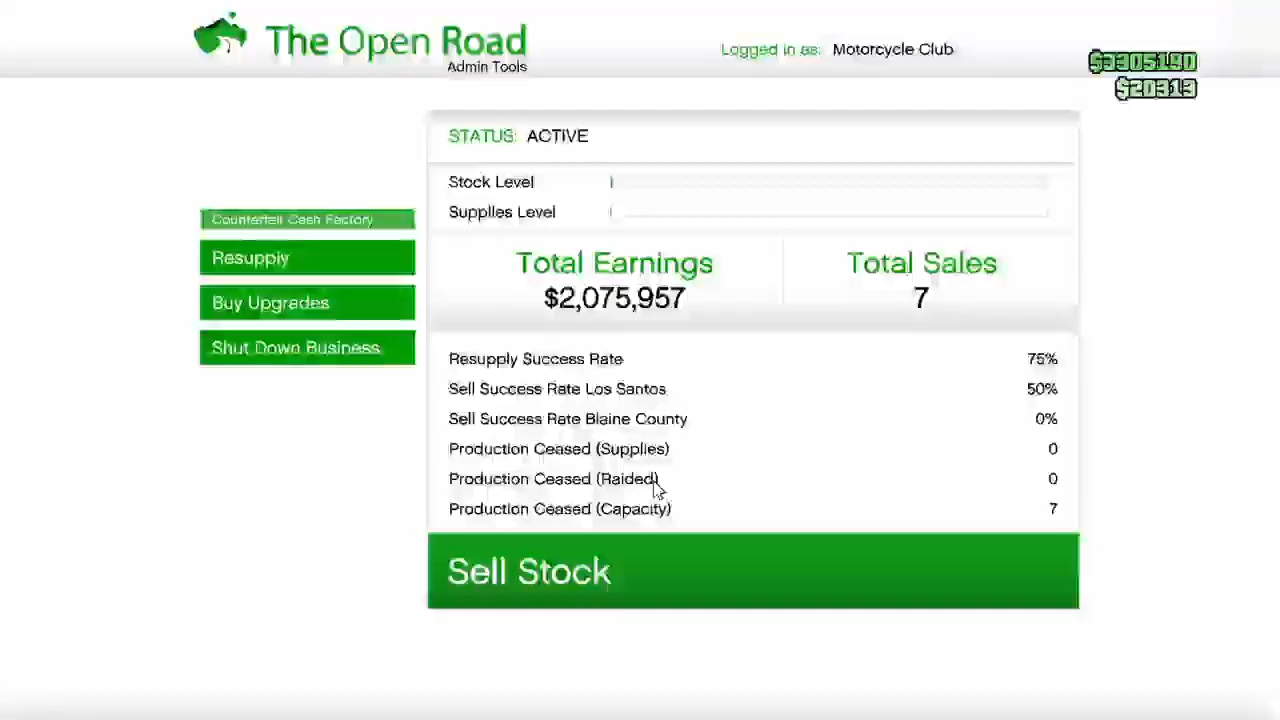 The Open Road
Admin Tools
Logged in as: Motorcycle Club
$3305190
$20313
STATUS: ACTIVE
Stock Level
Supplies Level
Counterfeit Cash Factory
Resupply
Buy Upgrades
Shut Down Business
Total Earnings
$2,075,957
Total Sales
7
Resupply Success Rate 75%
Sell Success Rate Los Santos 50%
Sell Success Rate Blaine County 0%
Production Ceased (Supplies) 0
Production Ceased (Raided) 0
Production Ceased (Capacity) 7
Sell Stock